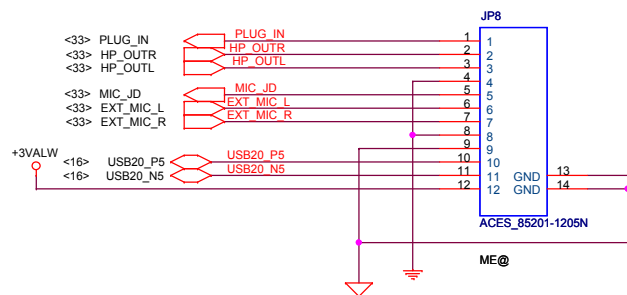 JP8
<<33>> PLUG_IN PLUG_IN 1 1
<<33>> HP_OUTR HP_OUTR 2 2
<<33>> HP_OUTL HP_OUTL 3 3
4 4
<<33>> MIC_JD MIC_JD 5 5
<<33>> EXT_MIC_L EXT_MIC_L 6 6
<<33>> EXT_MIC_R EXT_MIC_R 7 7
8 8
9 9
+3VALW <<16>> USB20_P5 USB20_P5 10 10
<<16>> USB20_N5 USB20_N5 11 11 GND 13
12 12 GND 14
ACES_85201-1205N
ME@